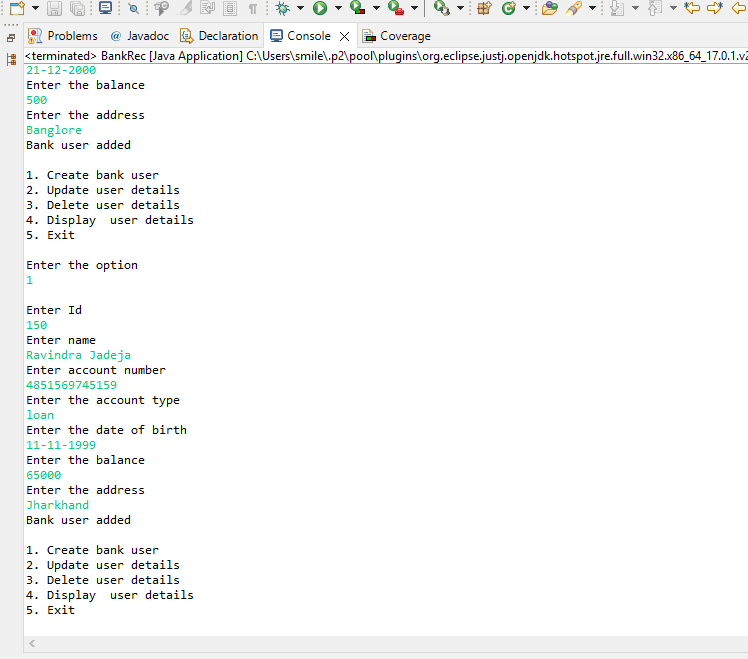 Problems @ Javadoc Declaration Console Coverage
<terminated> BankRec [Java Application] C:\Users\smile\.p2\pool\plugins\org.eclipse.justj.openjdk.hotspot.jre.full.win32.x86_64_17.0.1.v2
21-12-2000
Enter the balance
500
Enter the address
Banglore
Bank user added
1. Create bank user
2. Update user details
3. Delete user details
4. Display  user details
5. Exit
Enter the option
1
Enter Id
150
Enter name
Ravindra Jadeja
Enter account number
4851569745159
Enter the account type
loan
Enter the date of birth
11-11-1999
Enter the balance
65000
Enter the address
Jharkhand
Bank user added
1. Create bank user
2. Update user details
3. Delete user details
4. Display  user details
5. Exit